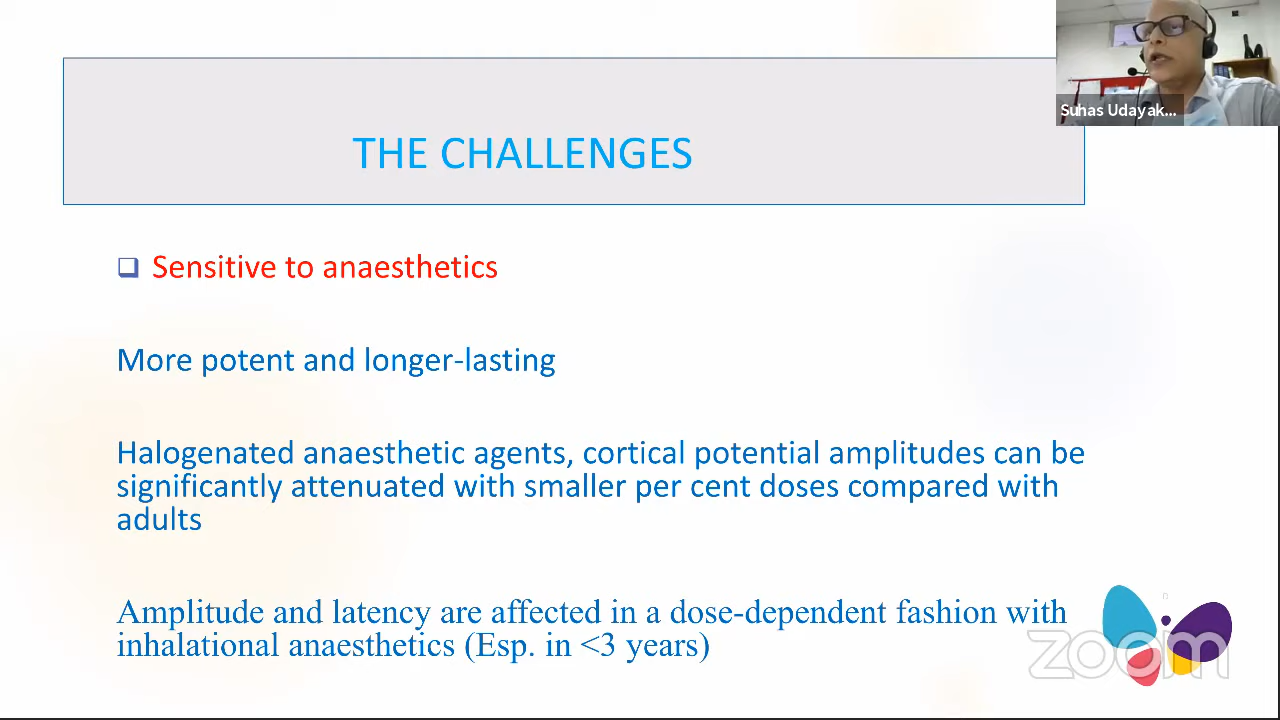 Suhas Udayak...
THE CHALLENGES
Sensitive to anaesthetics
More potent and longer-lasting
Halogenated anaesthetic agents, cortical potential amplitudes can be
significantly attenuated with smaller per cent doses compared with
adults
Amplitude and latency are affected in a dose-dependent fashion with
inhalational anaesthetics (Esp. in <3 years)
zoom